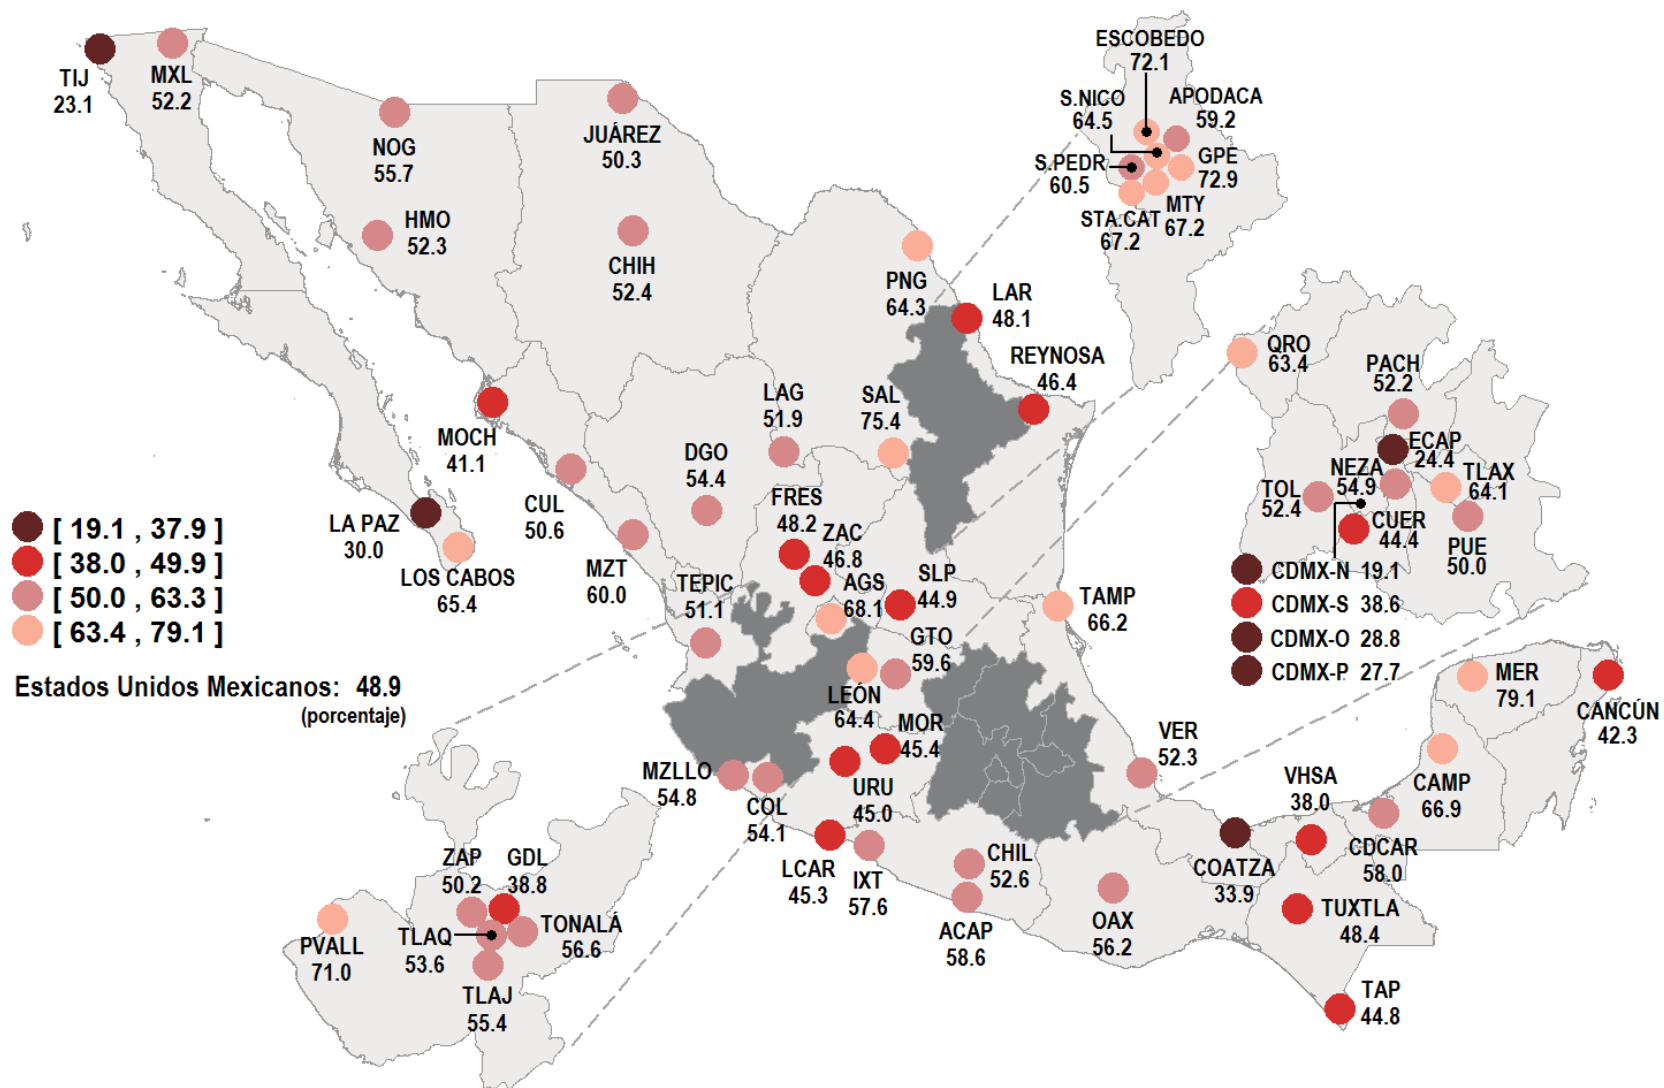 TIJ
23.1
MXL
52.2
NOG
55.7
HMO
52.3
JUÁREZ
50.3
CHIH
52.4
ESCOBEDO
72.1
S.NICO
64.5
APODACA
59.2
S.PEDR
60.5
GPE
72.9
MTY
67.2
STA.CAT
67.2
PNG
64.3
LAR
48.1
REYNOSA
46.4
MOCH
41.1
CUL
50.6
LAG
51.9
SAL
75.4
DGO
54.4
FRES
48.2
ZAC
46.8
MZT
60.0
LA PAZ
30.0
LOS CABOS
65.4
TEPIC
51.1
AGS
68.1
SLP
44.9
TAMP
66.2
GTO
59.6
LEÓN
64.4
MOR
45.4
URU
45.0
QRO
63.4
PACH
52.2
ECAP
24.4
NEZA
54.9
TLAX
64.1
TOL
52.4
CUER
44.4
PUE
50.0
CDMX-N 19.1
CDMX-S 38.6
CDMX-O 28.8
CDMX-P 27.7
[ 19.1 , 37.9 ]
[ 38.0 , 49.9 ]
[ 50.0 , 63.3 ]
[ 63.4 , 79.1 ]
Estados Unidos Mexicanos: 48.9
(porcentaje)
MZLLO
54.8
COL
54.1
LCAR
45.3
IXT
57.6
CHIL
52.6
ACAP
58.6
OAX
56.2
VER
52.3
COATZA
33.9
VHSA
38.0
CDCAR
58.0
CAMP
66.9
MER
79.1
CANCÚN
42.3
TUXTLA
48.4
TAP
44.8
ZAP
50.2
GDL
38.8
TONALÁ
56.6
TLAQ
53.6
PVALL
71.0
TLAJ
55.4